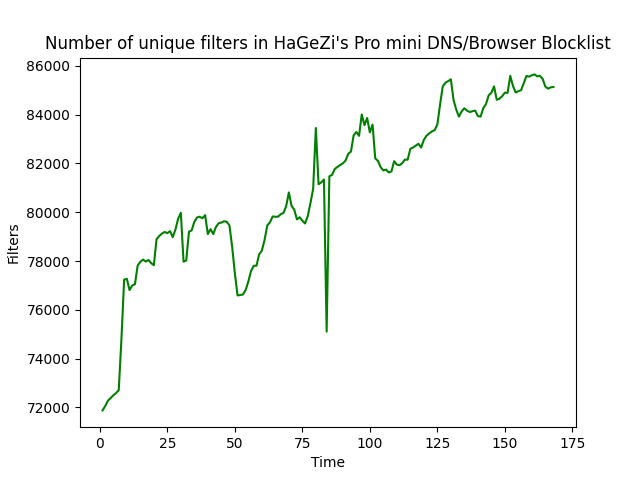 Number of unique filters in HaGeZi's Pro mini DNS/Browser Blocklist
86000
84000
82000
80000
78000
76000
74000
72000
Filters
0 25 50 75 100 125 150 175
Time